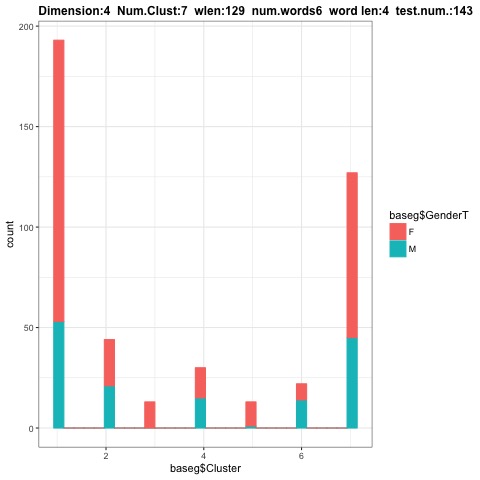 Dimension:4 Num.Clust:7 wlen:129 num.words6 word len:4 test.num.:143
200
150
100
50
0
count
2
4
6
baseg$Cluster
baseg$GenderT
F
M